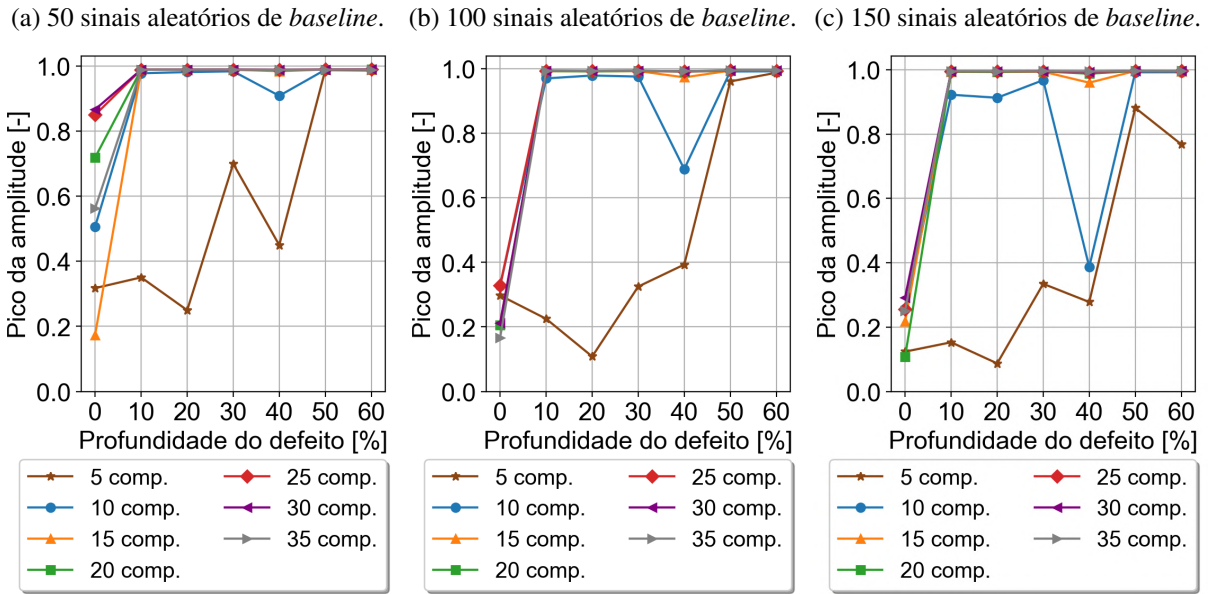 (a) 50 sinais aleatórios de baseline.
Pico da amplitude [-]
1.0
0.8
0.6
0.4
0.2
0.0
0 10 20 30 40 50 60
Profundidade do defeito [%]
5 comp. 25 comp.
10 comp. 30 comp.
15 comp. 35 comp.
20 comp.
(b) 100 sinais aleatórios de baseline.
Pico da amplitude [-]
1.0
0.8
0.6
0.4
0.2
0.0
0 10 20 30 40 50 60
Profundidade do defeito [%]
5 comp. 25 comp.
10 comp. 30 comp.
15 comp. 35 comp.
20 comp.
(c) 150 sinais aleatórios de baseline.
Pico da amplitude [-]
1.0
0.8
0.6
0.4
0.2
0.0
0 10 20 30 40 50 60
Profundidade do defeito [%]
5 comp. 25 comp.
10 comp. 30 comp.
15 comp. 35 comp.
20 comp.